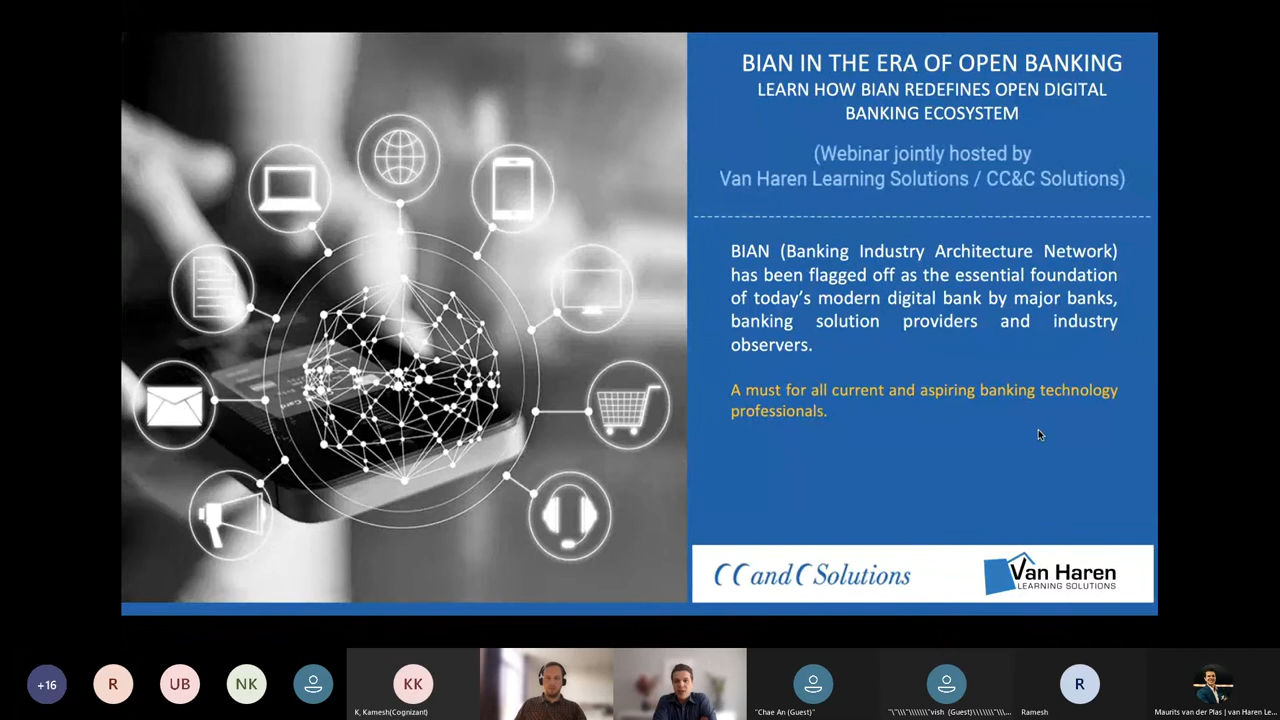 BIAN IN THE ERA OF OPEN BANKING
LEARN HOW BIAN REDEFINES OPEN DIGITAL
BANKING ECOSYSTEM
(Webinar jointly hosted by
Van Haren Learning Solutions / CC&C Solutions)
BIAN (Banking Industry Architecture Network)
has been flagged off as the essential foundation
of today's modern digital bank by major banks,
banking solution providers and industry
observers.
A must for all current and aspiring banking technology
professionals.
CC and C Solutions
Van Haren
LEARNING SOLUTIONS
+16
R
UB
NK
KK
R
K, Kamesh(Cognizant)
"Chae An (Guest)"
Ramesh
Maurits van der Plas | van Haren Le...